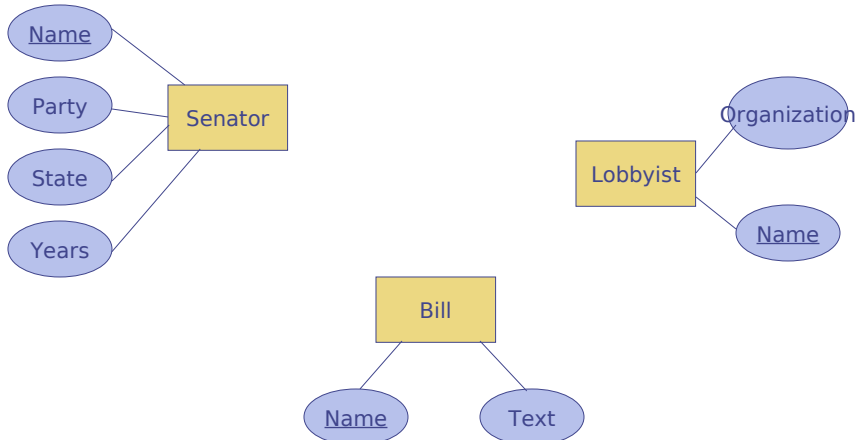 Name
Party
State
Years
Senator
Organization
Lobbyist
Name
Bill
Name
Text